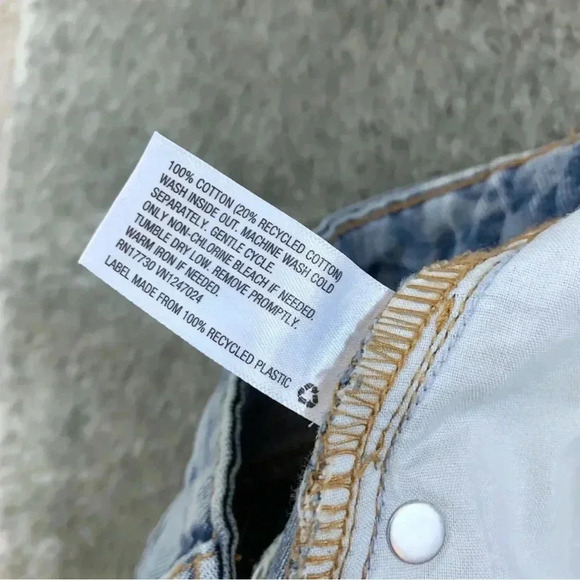 100% COTTON (20% RECYCLED COTTON)
WASH INSIDE OUT. MACHINE WASH COLD
SEPARATELY. GENTLE CYCLE.
ONLY NON-CHLORINE BLEACH IF NEEDED.
TUMBLE DRY LOW. REMOVE PROMPTLY.
WARM IRON IF NEEDED.
RN17730 VN1247024
LABEL MADE FROM 100% RECYCLED PLASTIC